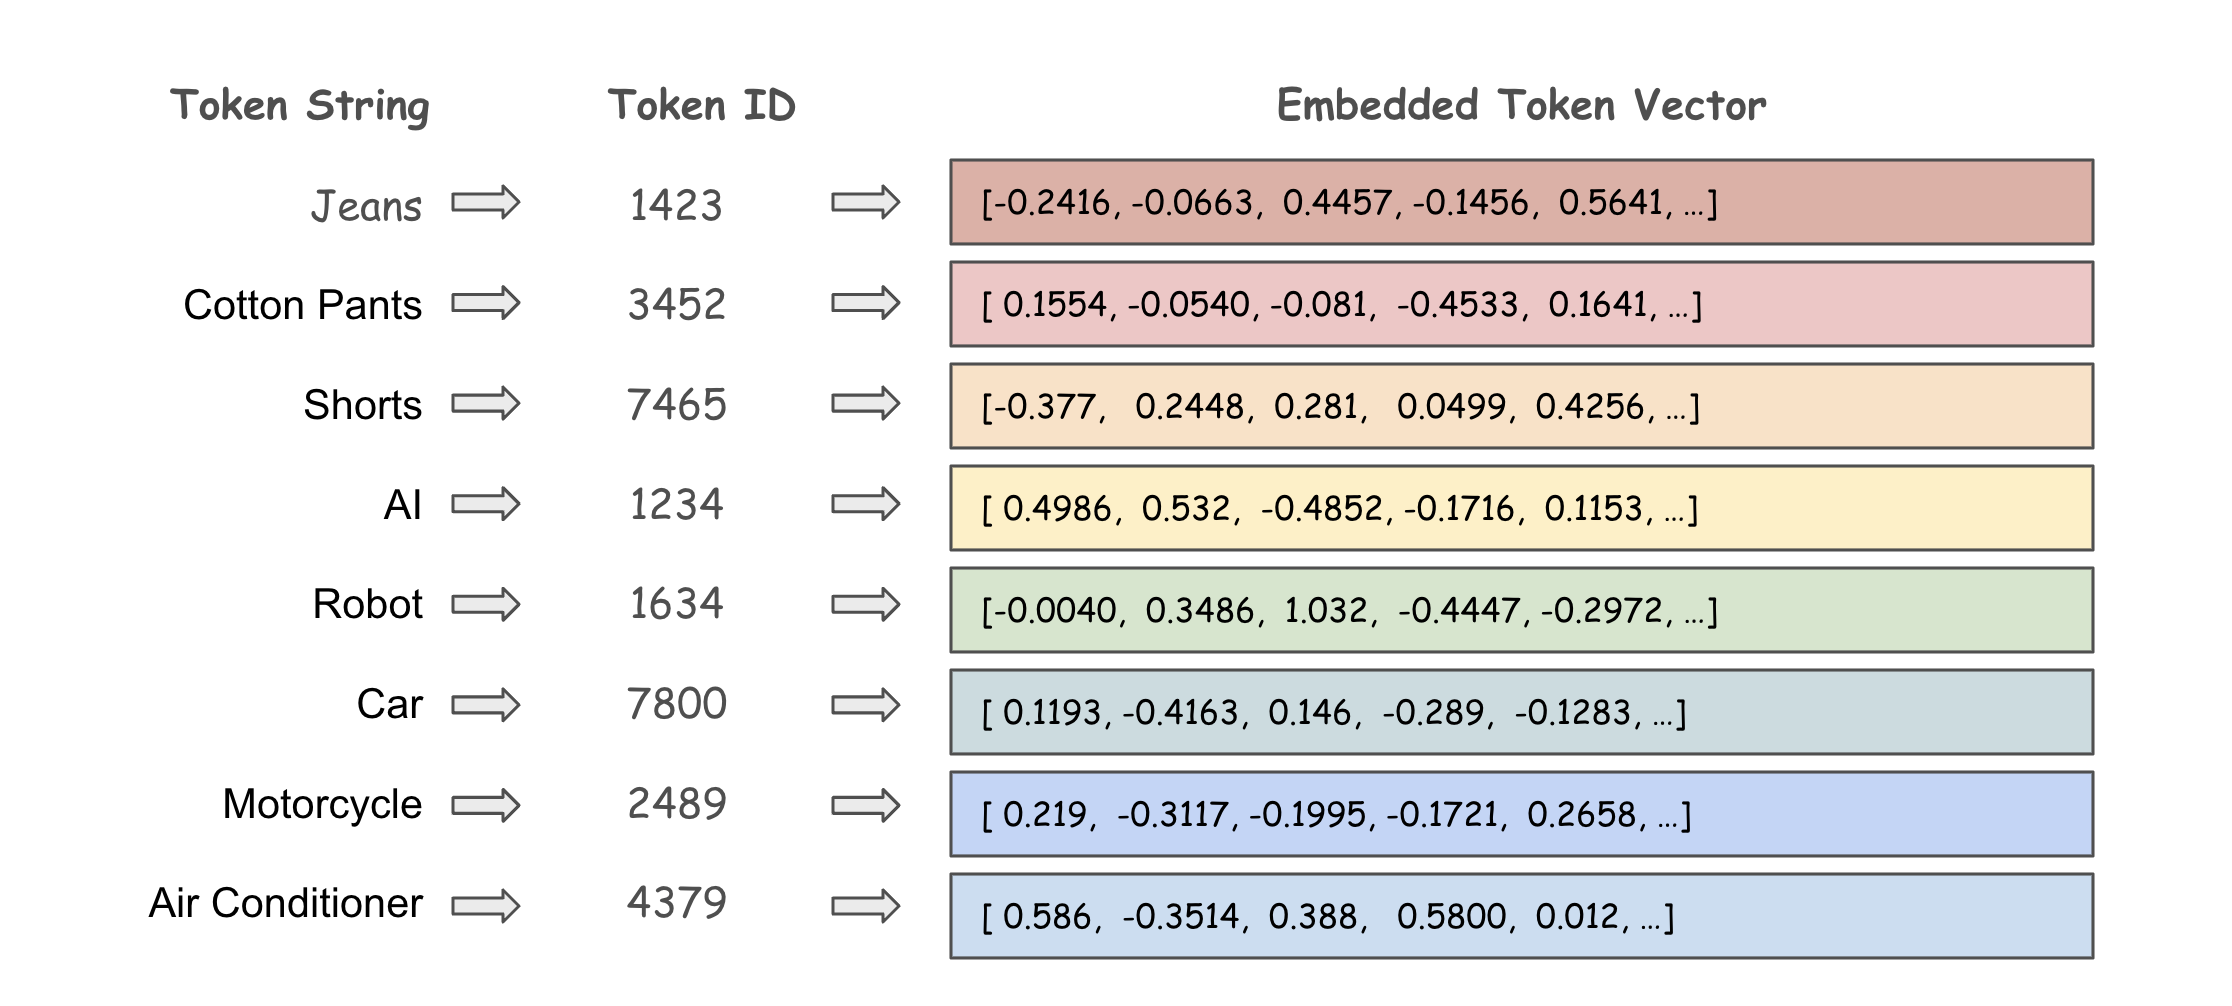 Token String Token ID Embedded Token Vector
Jeans 1423 [-0.2416, -0.0663, 0.4457, -0.1456, 0.5641, ...]
Cotton Pants 3452 [ 0.1554, -0.0540, -0.081, -0.4533, 0.1641, ...]
Shorts 7465 [-0.377, 0.2448, 0.281, 0.0499, 0.4256, ...]
AI 1234 [ 0.4986, 0.532, -0.4852, -0.1716, 0.1153, ...]
Robot 1634 [-0.0040, 0.3486, 1.032, -0.4447, -0.2972, ...]
Car 7800 [ 0.1193, -0.4163, 0.146, -0.289, -0.1283, ...]
Motorcycle 2489 [ 0.219, -0.3117, -0.1995, -0.1721, 0.2658, ...]
Air Conditioner 4379 [ 0.586, -0.3514, 0.388, 0.5800, 0.012, ...]